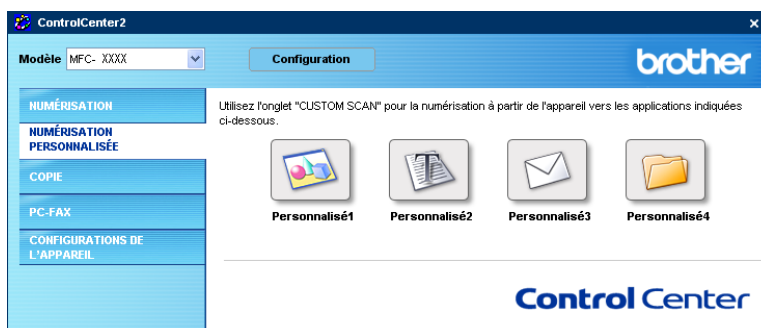 ControlCenter2
Modèle MFC- XXXX
Configuration
brother
NUMÉRISATION
NUMÉRISATION
PERSONNALISÉE
COPIE
PC-FAX
CONFIGURATIONS DE
L'APPAREIL
Utilisez l'onglet "CUSTOM SCAN" pour la numérisation à partir de l'appareil vers les applications indiquées
ci-dessous.
Personnalisé1
Personnalisé2
Personnalisé3
Personnalisé4
Control Center